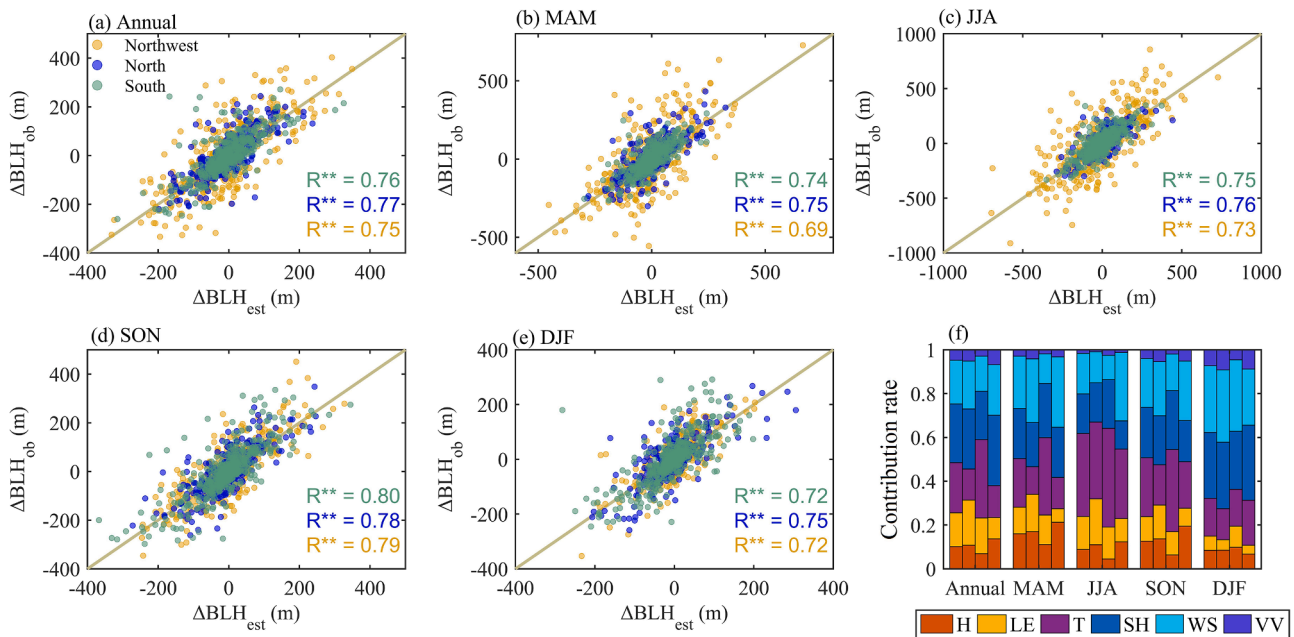 (a) Annual
400
200
0
-200
-400
-400
-200
0
200
400
Northwest
North
South
R** = 0.76
R** = 0.77
R** = 0.75
ΔBLH_ob (m)
ΔBLH_est (m)
(b) MAM
500
0
-500
-500
0
500
R** = 0.74
R** = 0.75
R** = 0.69
ΔBLH_ob (m)
ΔBLH_est (m)
(c) JJA
1000
500
0
-500
-1000
-1000
-500
0
500
1000
R** = 0.75
R** = 0.76
R** = 0.73
ΔBLH_ob (m)
ΔBLH_est (m)
(d) SON
400
200
0
-200
-400
-400
-200
0
200
400
R** = 0.80
R** = 0.78
R** = 0.79
ΔBLH_ob (m)
ΔBLH_est (m)
(e) DJF
400
200
0
-200
-400
-400
-200
0
200
400
R** = 0.72
R** = 0.75
R** = 0.72
ΔBLH_ob (m)
ΔBLH_est (m)
(f)
1
0.8
0.6
0.4
0.2
0
Contribution rate
Annual MAM JJA SON DJF
H LE T SH WS VV